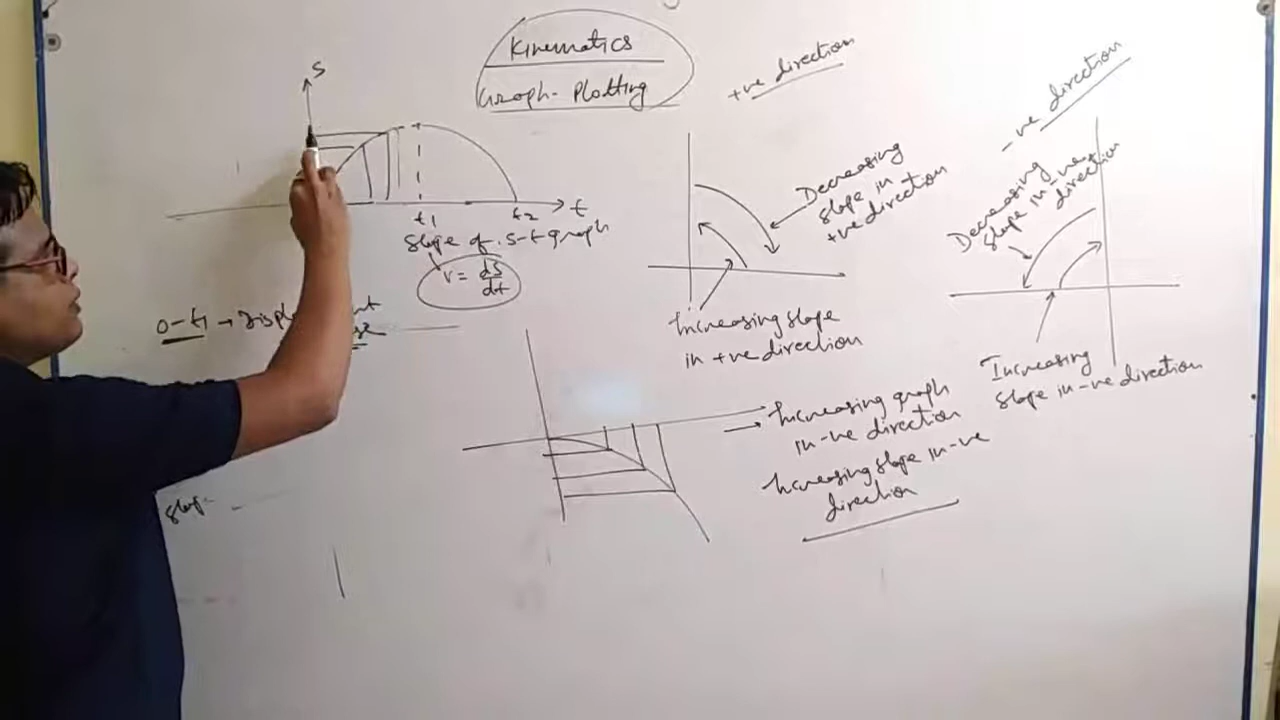 Kinematics
Graph- Plotting
+ve direction
-ve direction
S
t1
t2
t
Slope of s-t graph
v = ds/dt
0-t1 → Displ
Decreasing
slope in
+ve direction
Increasing slope
in +ve direction
Decreasing
slope in -ve
direction
Increasing
slope in -ve direction
Increasing graph
in -ve direction
Increasing slope in -ve
direction